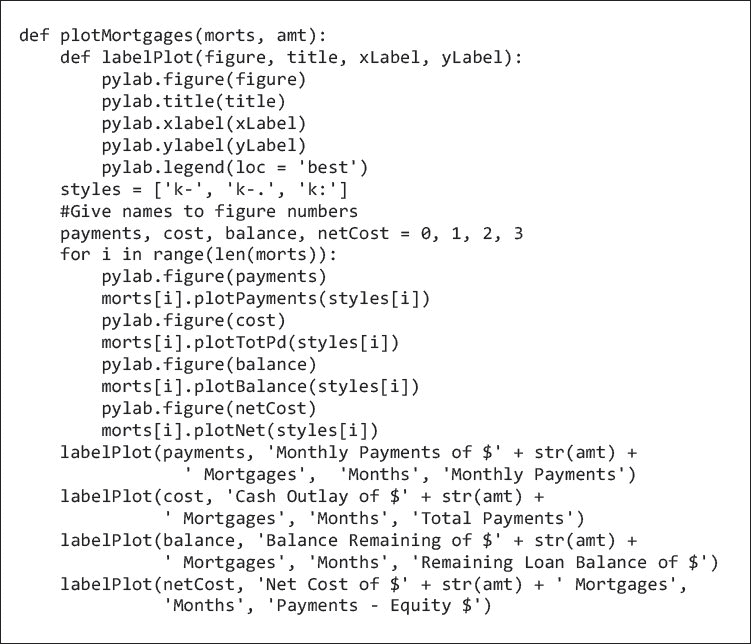 def plotMortgages(morts, amt):
    def labelPlot(figure, title, xLabel, yLabel):
        pylab.figure(figure)
        pylab.title(title)
        pylab.xlabel(xLabel)
        pylab.ylabel(yLabel)
        pylab.legend(loc = 'best')
    styles = ['k-', 'k-.', 'k:']
    #Give names to figure numbers
    payments, cost, balance, netCost = 0, 1, 2, 3
    for i in range(len(morts)):
        pylab.figure(payments)
        morts[i].plotPayments(styles[i])
        pylab.figure(cost)
        morts[i].plotTotPd(styles[i])
        pylab.figure(balance)
        morts[i].plotBalance(styles[i])
        pylab.figure(netCost)
        morts[i].plotNet(styles[i])
    labelPlot(payments, 'Monthly Payments of $' + str(amt) +
                ' Mortgages',  'Months', 'Monthly Payments')
    labelPlot(cost, 'Cash Outlay of $' + str(amt) +
              ' Mortgages', 'Months', 'Total Payments')
    labelPlot(balance, 'Balance Remaining of $' + str(amt) +
              ' Mortgages', 'Months', 'Remaining Loan Balance of $')
    labelPlot(netCost, 'Net Cost of $' + str(amt) + ' Mortgages',
              'Months', 'Payments - Equity $')